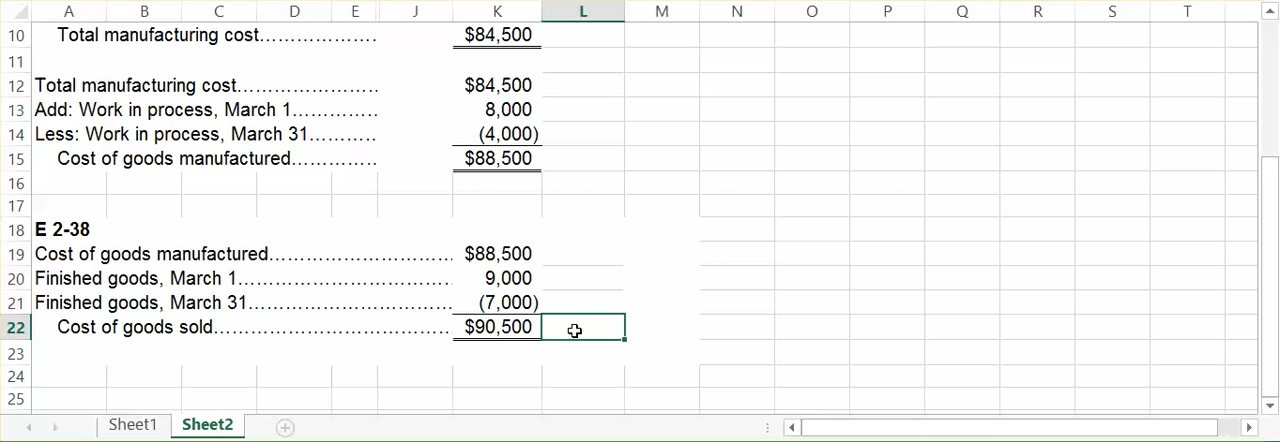 A B C D E J K L M N O P Q R S T
10 Total manufacturing cost……………….. $84,500
11
12 Total manufacturing cost………………….. $84,500
13 Add: Work in process, March 1………….. 8,000
14 Less: Work in process, March 31……….. (4,000)
15 Cost of goods manufactured………….. $88,500
16
17
18 E 2-38
19 Cost of goods manufactured………………………… $88,500
20 Finished goods, March 1……………………………… 9,000
21 Finished goods, March 31…………………………… (7,000)
22 Cost of goods sold………………………………… $90,500
23
24
25
Sheet1 Sheet2